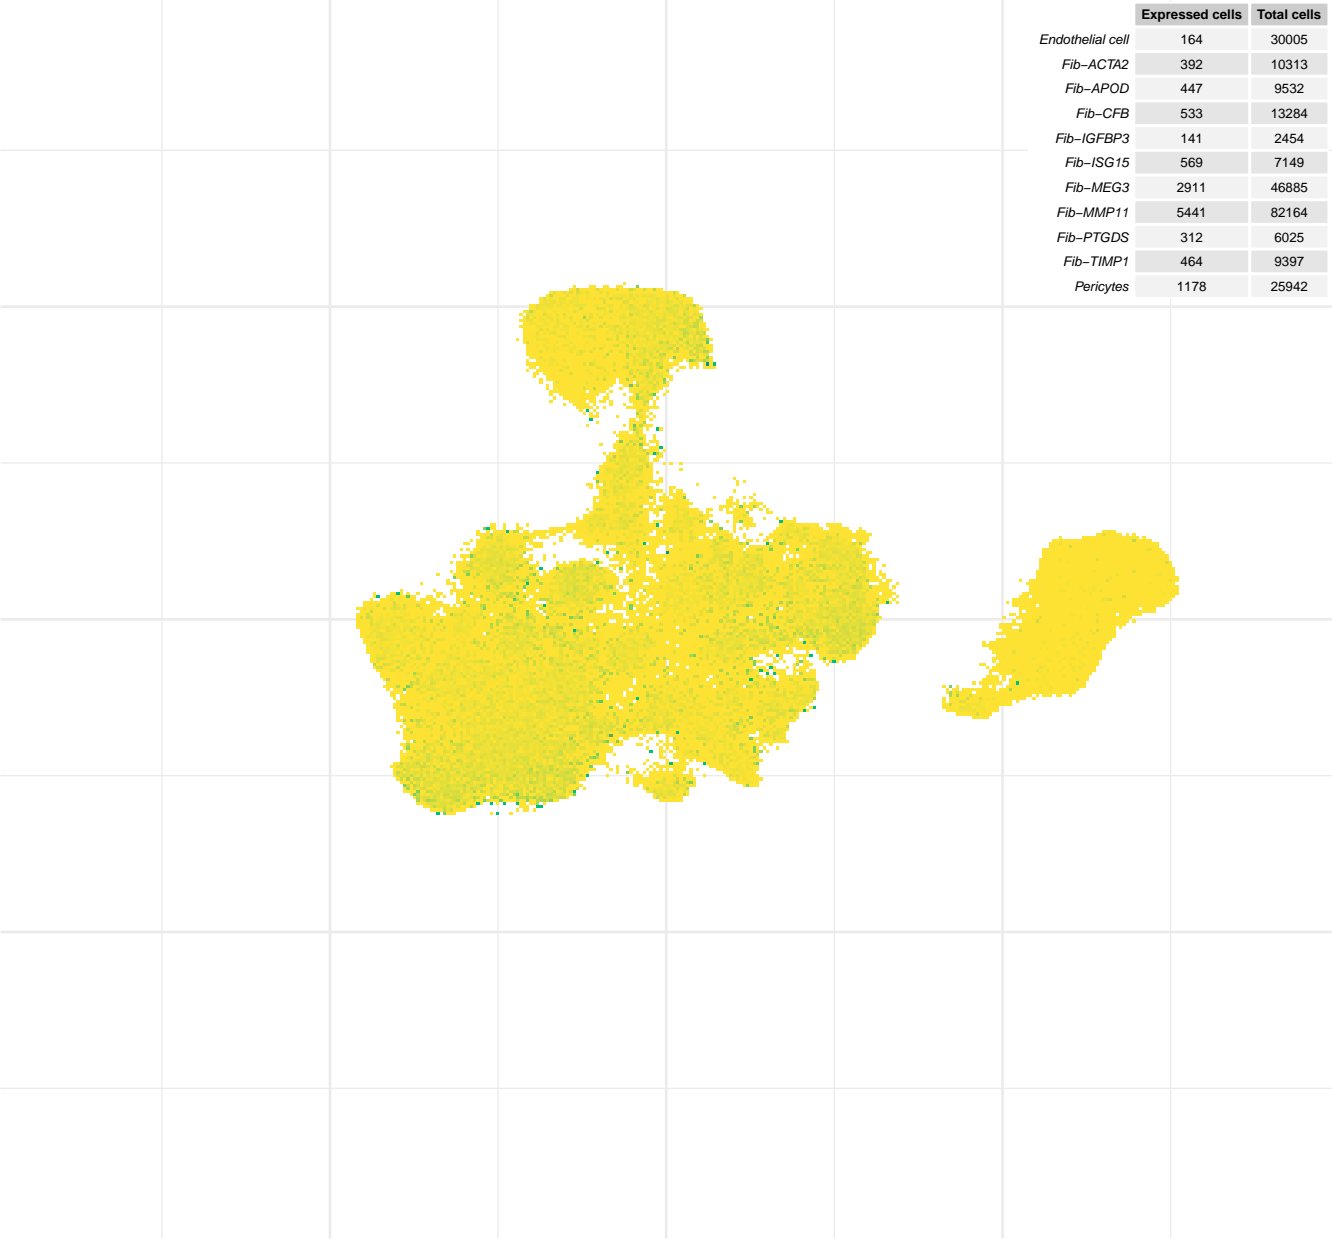 Expressed cells Total cells
Endothelial cell 164 30005
Fib−ACTA2 392 10313
Fib−APOD 447 9532
Fib−CFB 533 13284
Fib−IGFBP3 141 2454
Fib−ISG15 569 7149
Fib−MEG3 2911 46885
Fib−MMP11 5441 82164
Fib−PTGDS 312 6025
Fib−TIMP1 464 9397
Pericytes 1178 25942